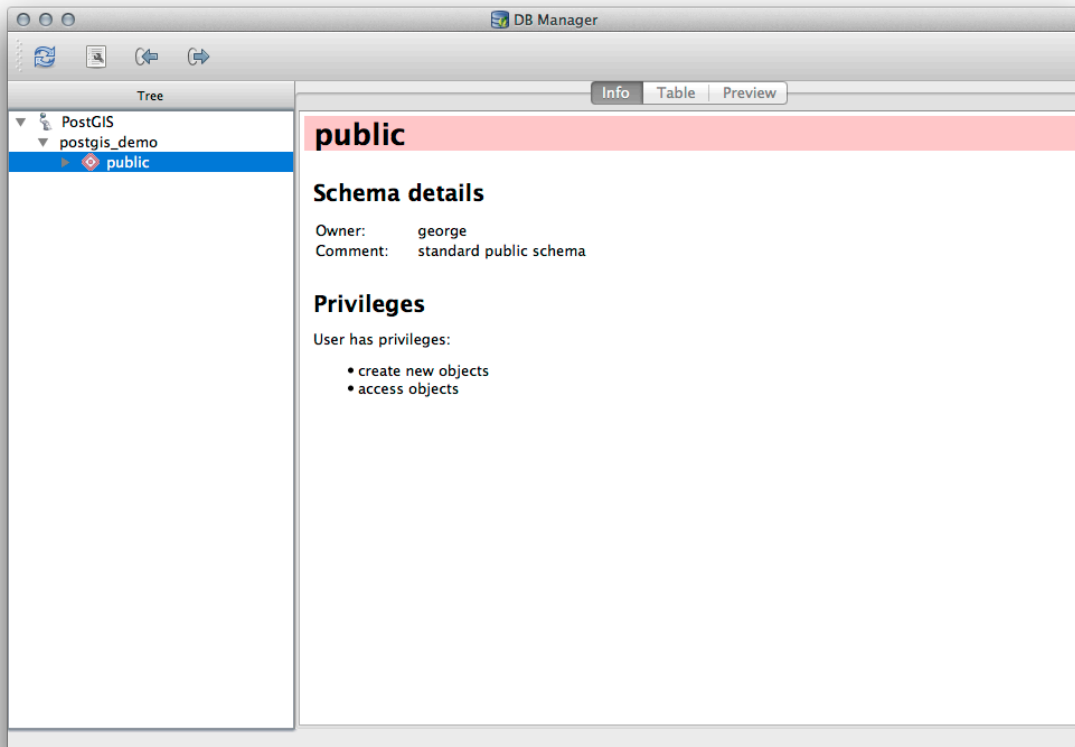 DB Manager
Tree
Info Table Preview
PostGIS
postgis_demo
public
public
Schema details
Owner: george
Comment: standard public schema
Privileges
User has privileges:
• create new objects
• access objects